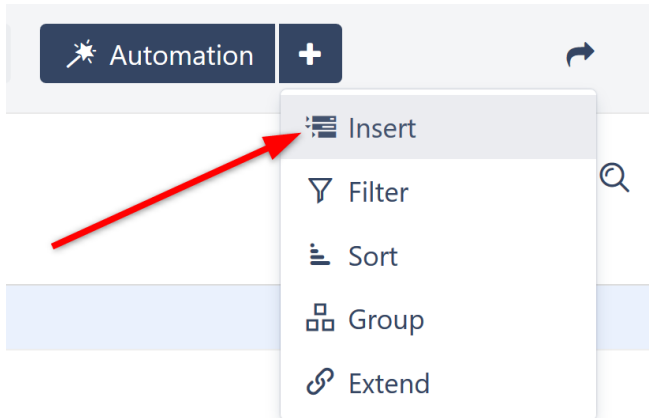 Automation +
Insert
Filter
Sort
Group
Extend